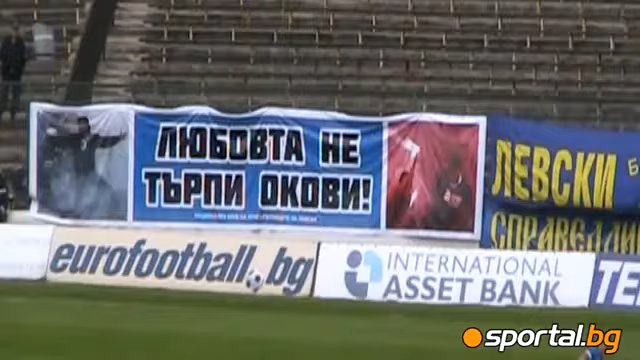 ЛЮБОВТА НЕ
ТЪРПИ ОКОВИ!
ЛЕВСКИ
СПРАВЕДЛИ
eurofootball.bg
INTERNATIONAL
ASSET BANK
TE
sportal.bg